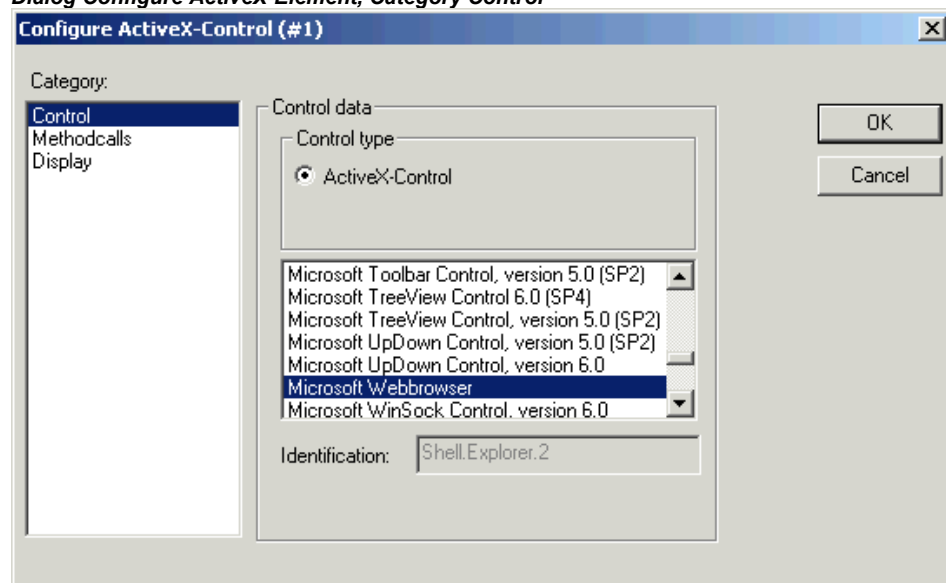 Dialog Configure ActiveX-Element, Category Control
Configure ActiveX-Control (#1)
Category:
Control
Methodcalls
Display
Control data
Control type
ActiveX-Control
Microsoft Toolbar Control, version 5.0 (SP2)
Microsoft TreeView Control 6.0 (SP4)
Microsoft TreeView Control, version 5.0 (SP2)
Microsoft UpDown Control, version 5.0 (SP2)
Microsoft UpDown Control, version 6.0
Microsoft Webbrowser
Microsoft WinSock Control, version 6.0
Identification:
Shell.Explorer.2
OK
Cancel